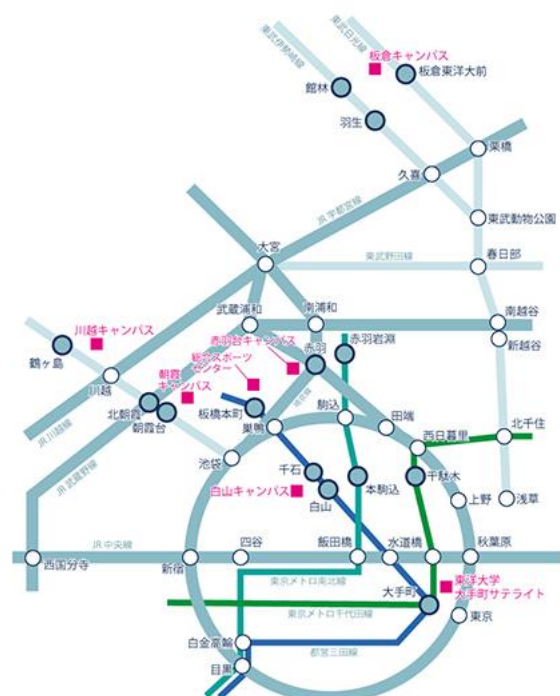 東武伊勢崎線
東武日光線
板倉キャンパス
板倉東洋大前
館林
羽生
栗橋
久喜
JR宇都宮線
東武動物公園
大宮
東武野田線
春日部
武蔵浦和
南浦和
南越谷
新越谷
川越キャンパス
鶴ヶ島
赤羽台キャンパス
赤羽
赤羽岩淵
総合スポーツ
センター
朝霞
キャンパス
川越
北朝霞
朝霞台
板橋本町
埼京線
駒込
田端
巣鴨
西日暮里
北千住
JR川越線
JR武蔵野線
池袋
千石
白山
白山キャンパス
本駒込
千駄木
上野
浅草
JR中央線
西国分寺
新宿
四谷
飯田橋
水道橋
秋葉原
東京メトロ南北線
大手町
東洋大学
大手町サテライト
東京メトロ千代田線
東京
白金高輪
都営三田線
目黒